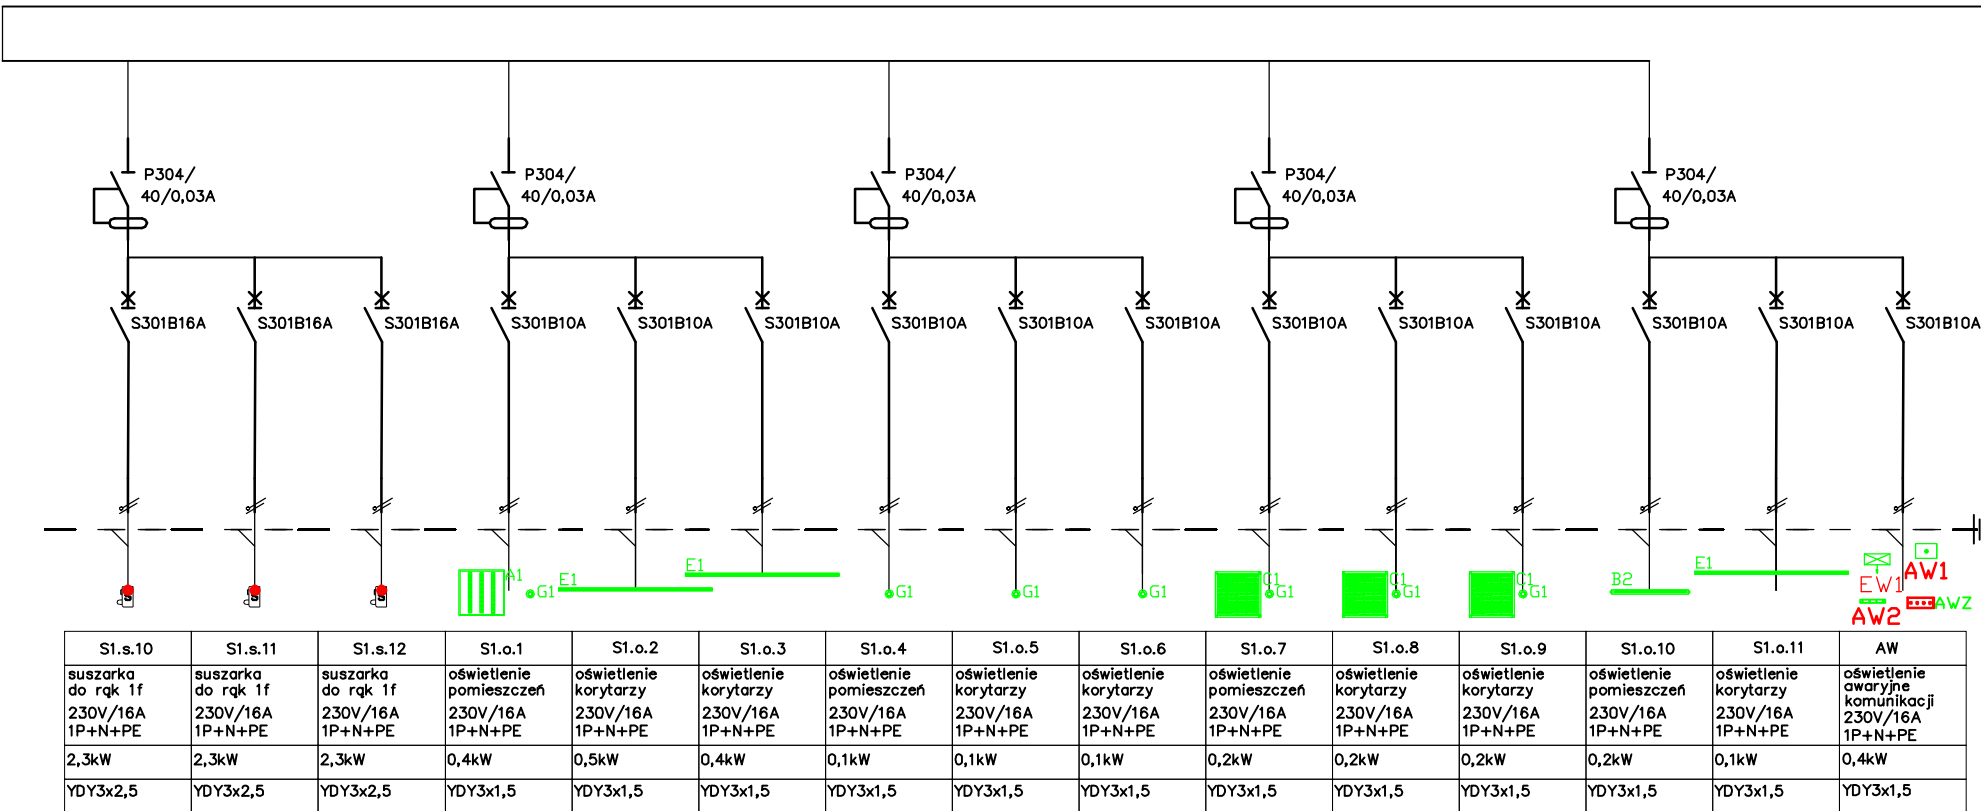 P304/ P304/ P304/ P304/ P304/
40/0,03A 40/0,03A 40/0,03A 40/0,03A 40/0,03A
S301B16A S301B16A S301B16A S301B10A S301B10A S301B10A S301B10A S301B10A S301B10A S301B10A S301B10A S301B10A S301B10A S301B10A S301B10A
A1 G1 E1 E1 G1 G1 G1 C1 G1 C1 G1 C1 G1 B2 E1 EW1 AW1
AW2 AWZ
S1.s.10 S1.s.11 S1.s.12 S1.o.1 S1.o.2 S1.o.3 S1.o.4 S1.o.5 S1.o.6 S1.o.7 S1.o.8 S1.o.9 S1.o.10 S1.o.11 AW
suszarka suszarka suszarka oświetlenie oświetlenie oświetlenie oświetlenie oświetlenie oświetlenie oświetlenie oświetlenie oświetlenie oświetlenie oświetlenie oświetlenie
do rąk 1f do rąk 1f do rąk 1f pomieszczeń korytarzy korytarzy pomieszczeń korytarzy korytarzy pomieszczeń korytarzy korytarzy pomieszczeń korytarzy awaryjne
komunikacji
230V/16A 230V/16A 230V/16A 230V/16A 230V/16A 230V/16A 230V/16A 230V/16A 230V/16A 230V/16A 230V/16A 230V/16A 230V/16A 230V/16A 230V/16A
1P+N+PE 1P+N+PE 1P+N+PE 1P+N+PE 1P+N+PE 1P+N+PE 1P+N+PE 1P+N+PE 1P+N+PE 1P+N+PE 1P+N+PE 1P+N+PE 1P+N+PE 1P+N+PE 1P+N+PE
2,3kW 2,3kW 2,3kW 0,4kW 0,5kW 0,4kW 0,1kW 0,1kW 0,1kW 0,2kW 0,2kW 0,2kW 0,2kW 0,1kW 0,4kW
YDY3x2,5 YDY3x2,5 YDY3x2,5 YDY3x1,5 YDY3x1,5 YDY3x1,5 YDY3x1,5 YDY3x1,5 YDY3x1,5 YDY3x1,5 YDY3x1,5 YDY3x1,5 YDY3x1,5 YDY3x1,5 YDY3x1,5